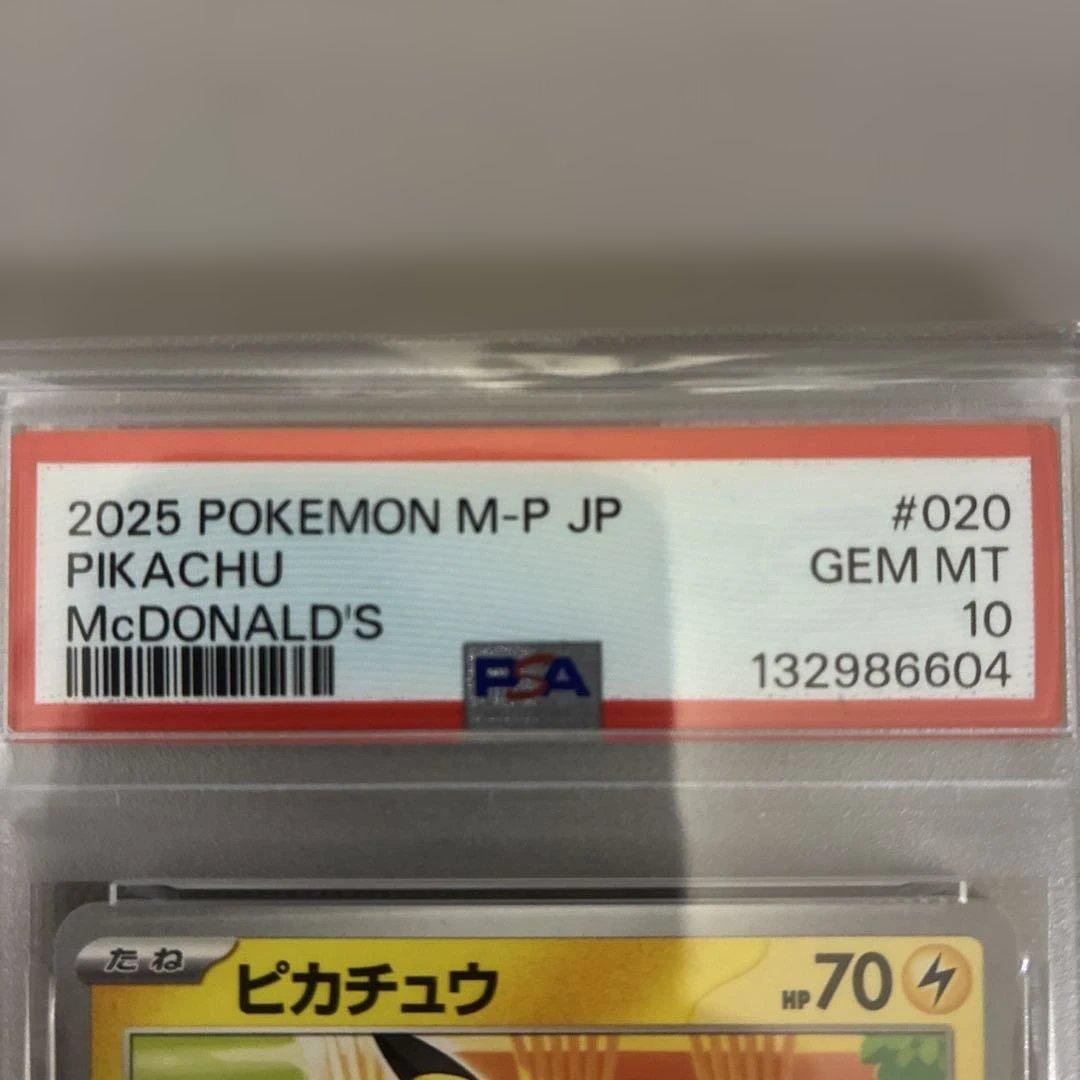 2025 POKEMON M-P JP #020
PIKACHU GEM MT
McDONALD'S 10
PSA 132986604
たね ピカチュウ HP70